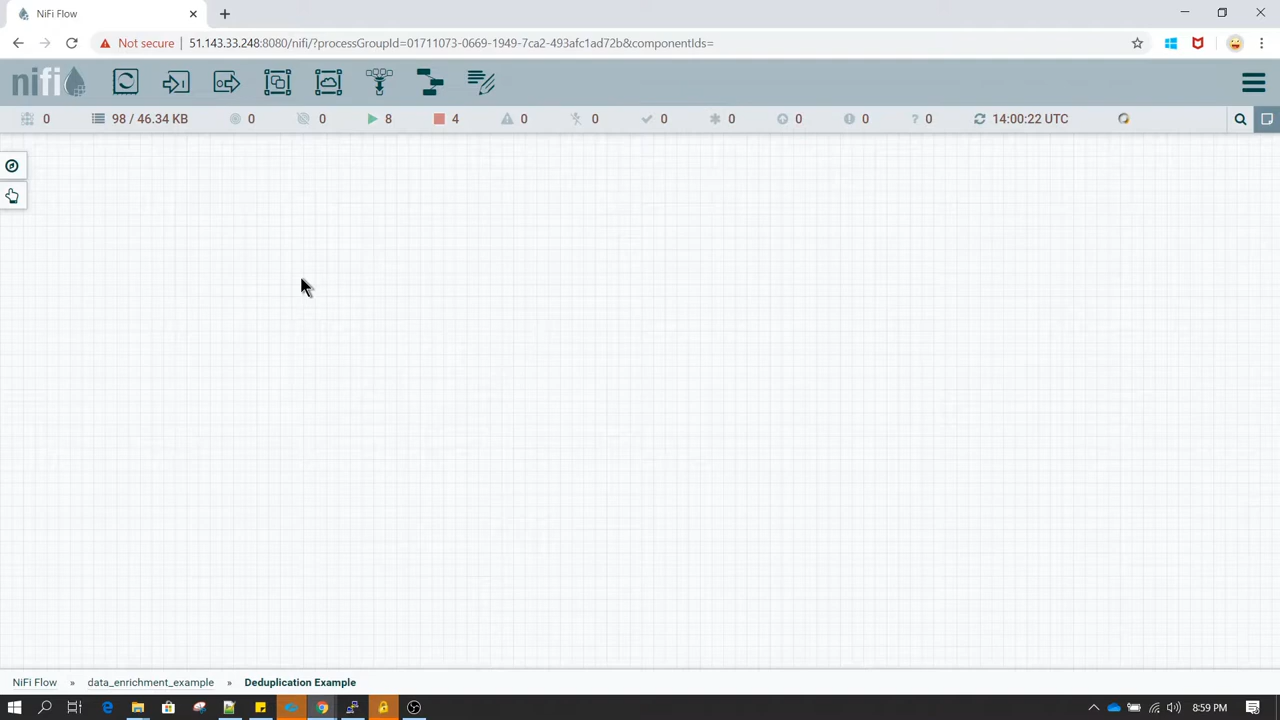 NiFi Flow
Not secure 51.143.33.248:8080/nifi/?processGroupId=01711073-0669-1949-7ca2-493afc1ad72b&componentIds=
nifi
0 98 / 46.34 KB 0 0 8 4 0 0 0 0 0 0 0 14:00:22 UTC
NiFi Flow » data_enrichment_example » Deduplication Example
8:59 PM